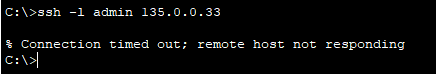 C:\>ssh -l admin 135.0.0.33
% Connection timed out; remote host not responding
C:\>